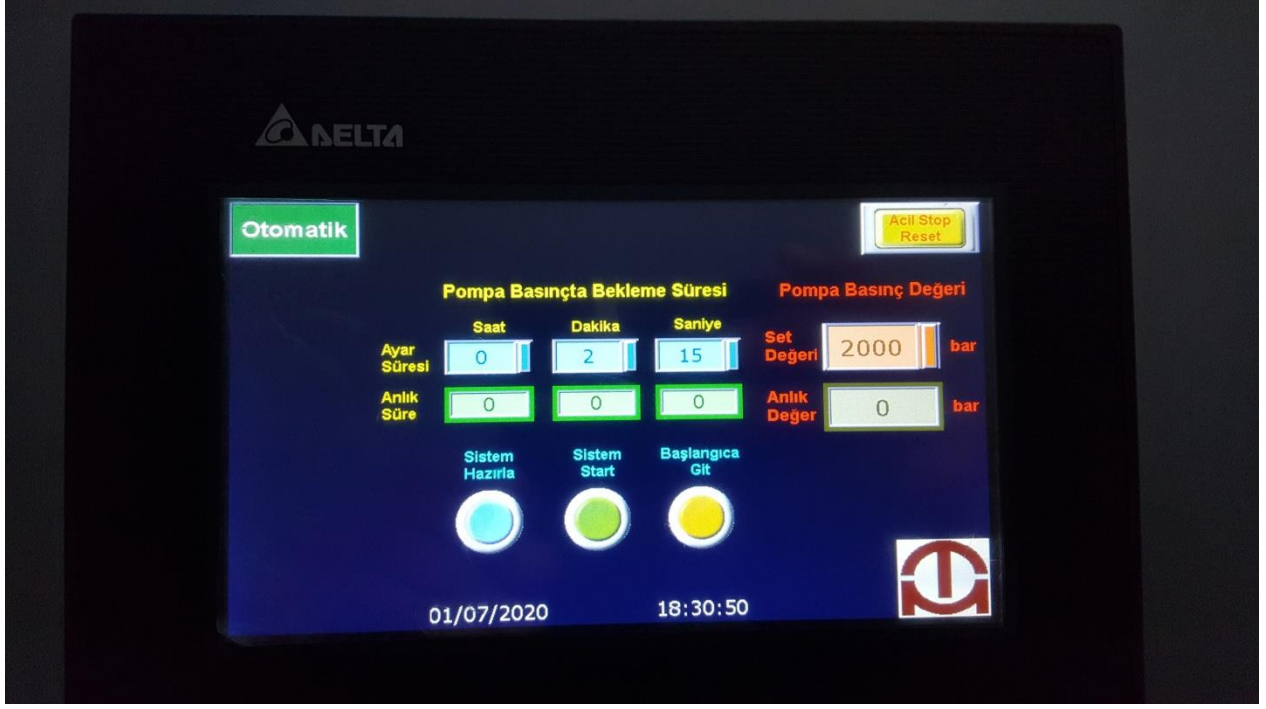 DELTA
Otomatik
Acil Stop
Reset
Pompa Basınçta Bekleme Süresi
Pompa Basınç Değeri
Saat Dakika Saniye
Ayar
Süresi
0 2 15
Set
Değeri
2000 bar
Anlık
Süre
0 0 0
Anlık
Değer
0 bar
Sistem
Hazırla
Sistem
Start
Başlangıca
Git
01/07/2020 18:30:50